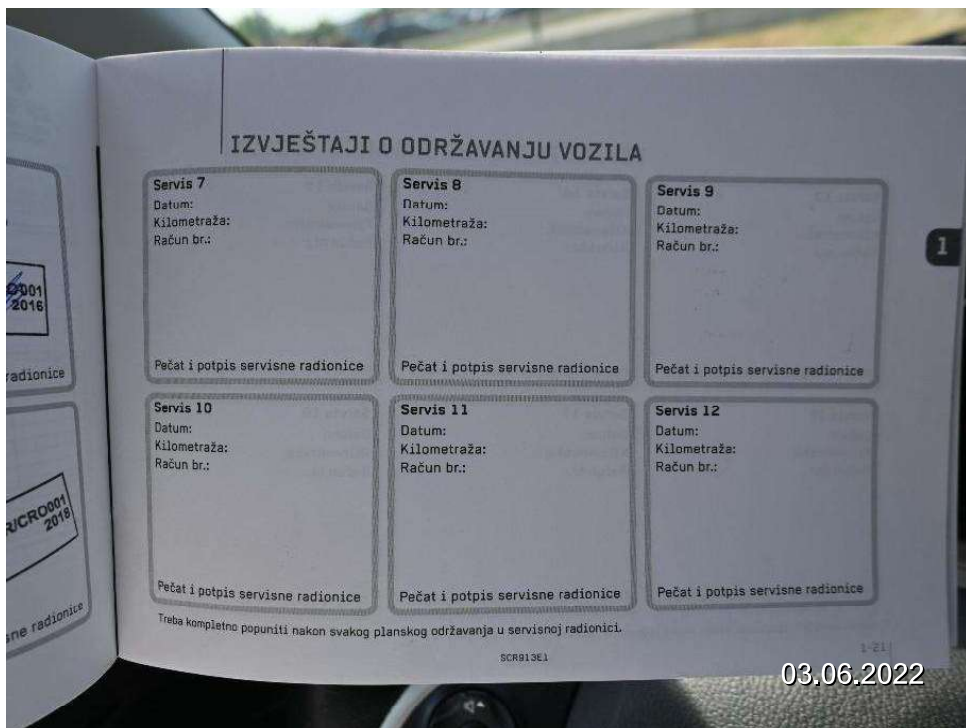 IZVJEŠTAJI O ODRŽAVANJU VOZILA
Servis 7
Datum:
Kilometraža:
Račun br.:
Pečat i potpis servisne radionice
Servis 8
Datum:
Kilometraža:
Račun br.:
Pečat i potpis servisne radionice
Servis 9
Datum:
Kilometraža:
Račun br.:
Pečat i potpis servisne radionice
1
Servis 10
Datum:
Kilometraža:
Račun br.:
Pečat i potpis servisne radionice
Servis 11
Datum:
Kilometraža:
Račun br.:
Pečat i potpis servisne radionice
Servis 12
Datum:
Kilometraža:
Račun br.:
Pečat i potpis servisne radionice
Treba kompletno popuniti nakon svakog planskog održavanja u servisnoj radionici.
SCR913E1
1-21
2016
radionice
R/CRO001
2018
sne radionice
03.06.2022